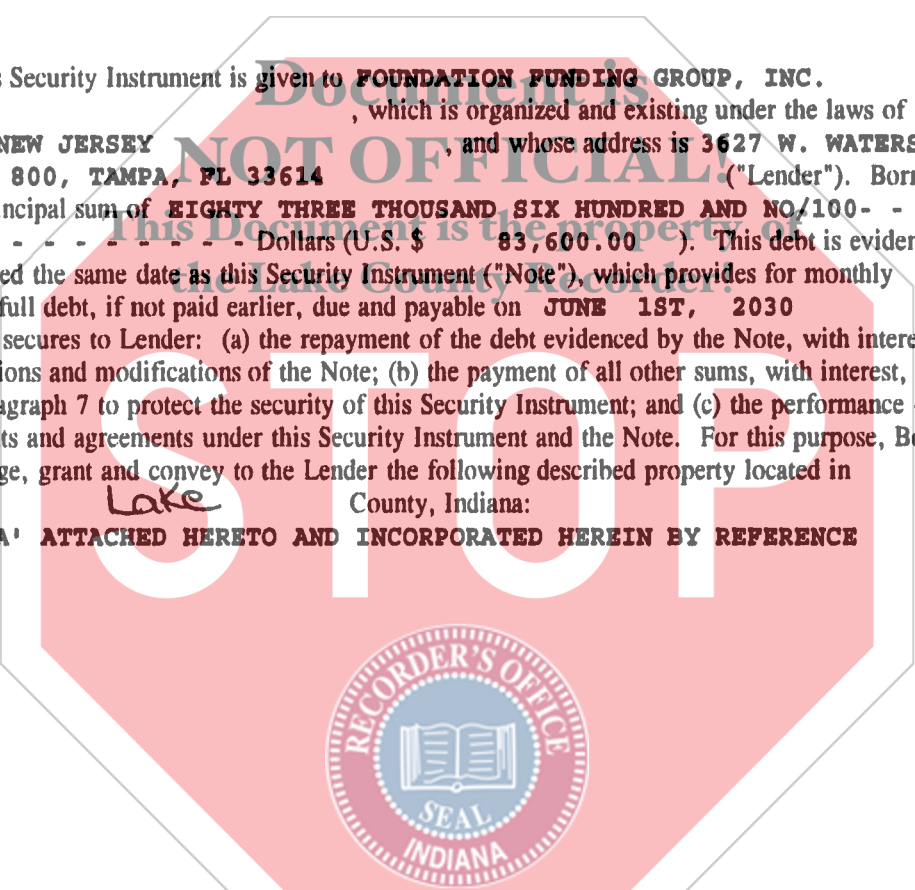 s Security Instrument is given to FOUNDATION FUNDING GROUP, INC.
Document is
, which is organized and existing under the laws of
NEW JERSEY , and whose address is 3627 W. WATERS
NOT OFFICIAL!
800, TAMPA, FL 33614 ("Lender"). Borr
ncipal sum of EIGHTY THREE THOUSAND SIX HUNDRED AND NO/100- - -
This Document is the property of
- - - - - - - - - - Dollars (U.S. $ 83,600.00 ). This debt is eviden
ed the same date as this Security Instrument ("Note"), which provides for monthly
the Lake County Recorder!
full debt, if not paid earlier, due and payable on JUNE 1ST, 2030
secures to Lender: (a) the repayment of the debt evidenced by the Note, with intere
ions and modifications of the Note; (b) the payment of all other sums, with interest,
agraph 7 to protect the security of this Security Instrument; and (c) the performance
ts and agreements under this Security Instrument and the Note. For this purpose, Bo
ge, grant and convey to the Lender the following described property located in
Lake County, Indiana:
A' ATTACHED HERETO AND INCORPORATED HEREIN BY REFERENCE
STOP
RECORDER'S OFFICE
SEAL
INDIANA